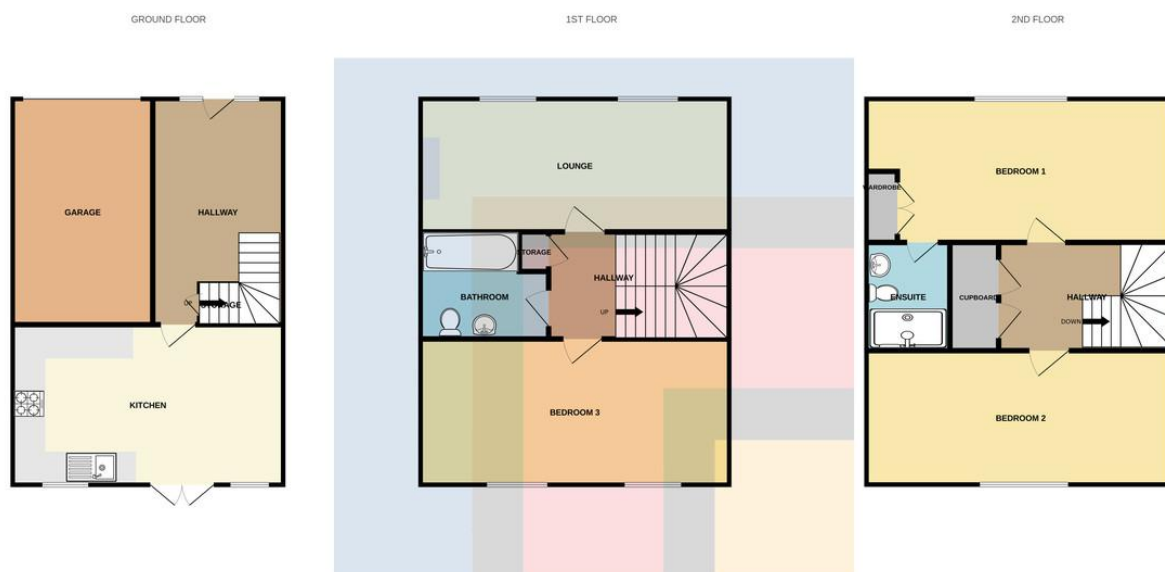 GROUND FLOOR
1ST FLOOR
2ND FLOOR
GARAGE
HALLWAY
UP
STORAGE
KITCHEN
LOUNGE
STORAGE
HALLWAY
BATHROOM
UP
BEDROOM 3
BEDROOM 1
WARDROBE
ENSUITE
CUPBOARD
HALLWAY
DOWN
BEDROOM 2